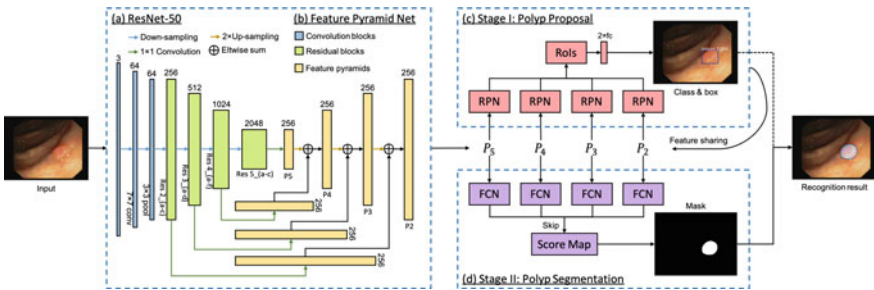 (a) ResNet-50
(b) Feature Pyramid Net
Down-sampling
2×Up-sampling
Convolution blocks
1×1 Convolution
Eltwise sum
Residual blocks
Feature pyramids
3
64
64
256
512
1024
2048
256
256
256
256
Input
7×7 conv
3×3 pool
Res 2_(a-c)
Res 3_(a-d)
Res 4_(a-f)
Res 5_(a-c)
P5
P4
P3
P2
256
256
256
(c) Stage I: Polyp Proposal
RoIs
2×fc
Class & box
RPN
RPN
RPN
RPN
P5
P4
P3
P2
Feature sharing
FCN
FCN
FCN
FCN
Skip
Score Map
Mask
Recognition result
(d) Stage II: Polyp Segmentation